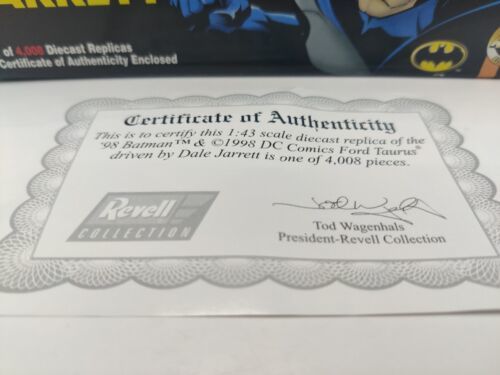 ARRETT
of 4,008 Diecast Replicas
Certificate of Authenticity Enclosed
Certificate of Authenticity
This is to certify this 1:43 scale diecast replica of the
'98 Batman™ & ©1998 DC Comics Ford Taurus
driven by Dale Jarrett is one of 4,008 pieces.
Revell
COLLECTION
Tod Wagenhals
President-Revell Collection